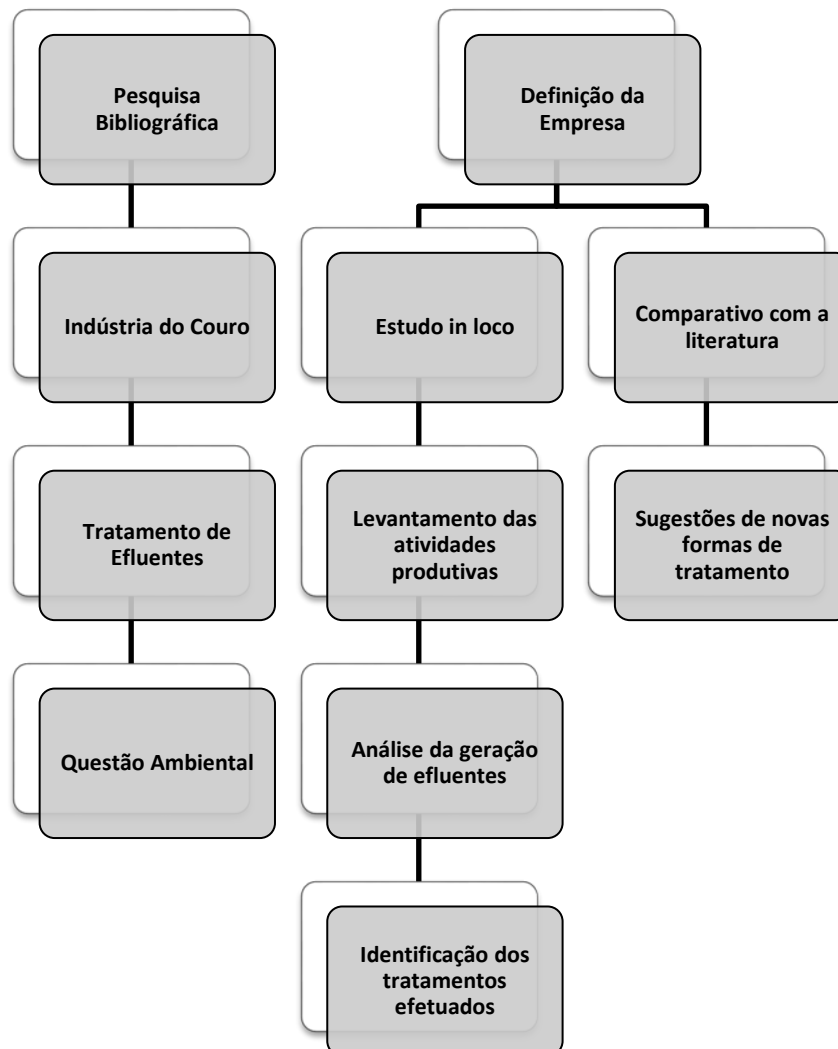 Pesquisa
Bibliográfica
Definição da
Empresa
Indústria do Couro
Estudo in loco
Comparativo com a
literatura
Tratamento de
Efluentes
Levantamento das
atividades
produtivas
Sugestões de novas
formas de
tratamento
Questão Ambiental
Análise da geração
de efluentes
Identificação dos
tratamentos
efetuados